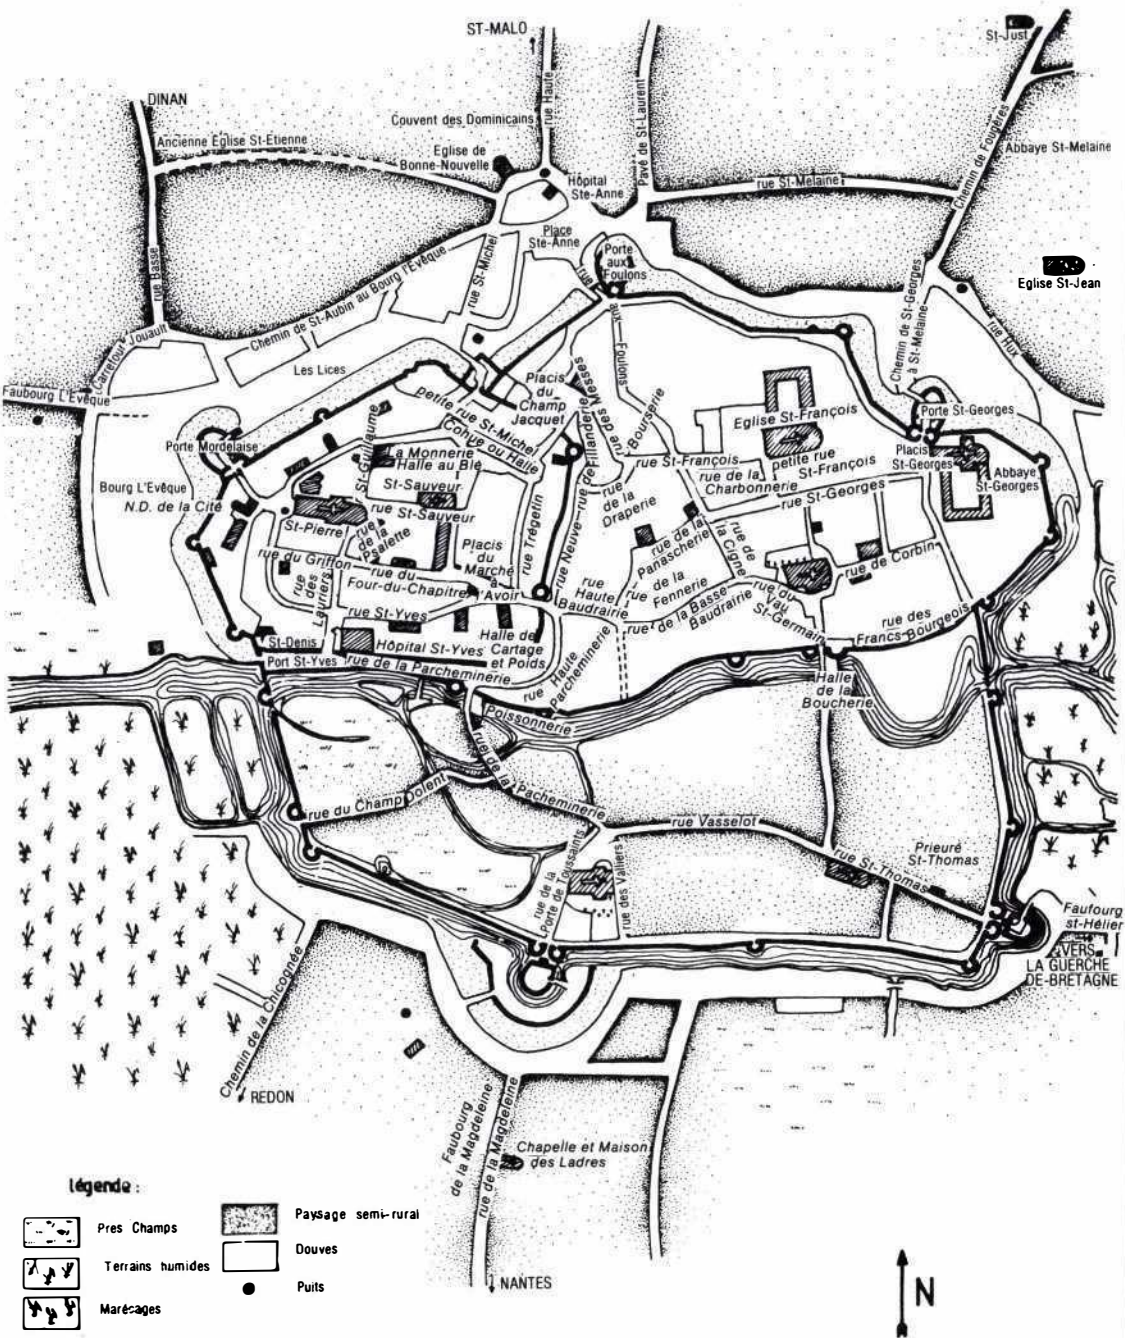 ST-MALO
St-Just
DINAN
rue Haute
Couvent des Dominicains
Pavé de St-Laurent
Ancienne Eglise St-Etienne
Eglise de
Bonne-Nouvelle
Chemin de Fougères
Abbaye St-Melaine
Hôpital
Ste-Anne
rue St-Melaine
Place
Ste-Anne
rue Basse
rue St-Michel
Porte
aux
Foulons
rue
aux
Foulons
Eglise St-Jean
Chemin de St-Aubin au Bourg l'Evêque
Chemin de St-Georges
à St-Melaine
rue Hux
Carrefour Jouault
Les Lices
Faubourg L'Evêque
Placis
du
Champ
Jacquet
petite rue St-Michel
Cohue ou Halle
rue de Fillanderie
rue des Messes
Bourserie
Eglise St-François
Porte St-Georges
Placis
St-Georges
Abbaye
St-Georges
Porte Mordelaise
St-Guillaume
La Monnerie
Halle au Blé
St-Sauveur
rue St-Sauveur
rue St-François
petite rue
St-François
rue de la
Charbonnerie
rue St-Georges
Bourg L'Evêque
N.D. de la Cité
St-Pierre
rue
de la
Psalette
rue Trégetin
rue Neuve
rue
de la
Draperie
rue de la
Panascherie
rue de
la Cigne
rue de Corbin
rue du Griffon
rue
des
Lauriers
rue du
Four-du-Chapitre
Placis
du
Marché
à
l'Avoir
rue
Haute
Baudrairie
rue
de la
Fennerie
rue de la Basse
Baudrairie
rue du
Vau
St-Germain
rue des
Francs-Bourgeois
rue St-Yves
St-Denis
Hôpital St-Yves
Halle de
Cartage
et Poids
Port St-Yves
rue de la Parcheminerie
rue Haute
Parcheminerie
Halle
de la
Boucherie
Poissonnerie
rue de la Pacheminerie
rue du Champ Dolent
rue Vasselot
rue de la
Porte de Toussaints
rue des Valiers
rue St-Thomas
Prieuré
St-Thomas
Faufourg
st-Hélier
VERS
LA GUERCHE
DE-BRETAGNE
Chemin de la Chicognée
REDON
Faubourg
de la Magdeleine
rue de la Magdeleine
Chapelle et Maison
des Ladres
NANTES
N
légende :
Pres Champs
Terrains humides
Marécages
Paysage semi-rural
Douves
Puits